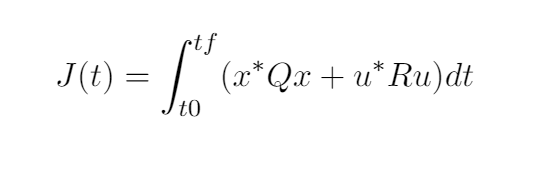 J(t) = ∫_{t0}^{tf} (x*Qx + u*Ru)dt